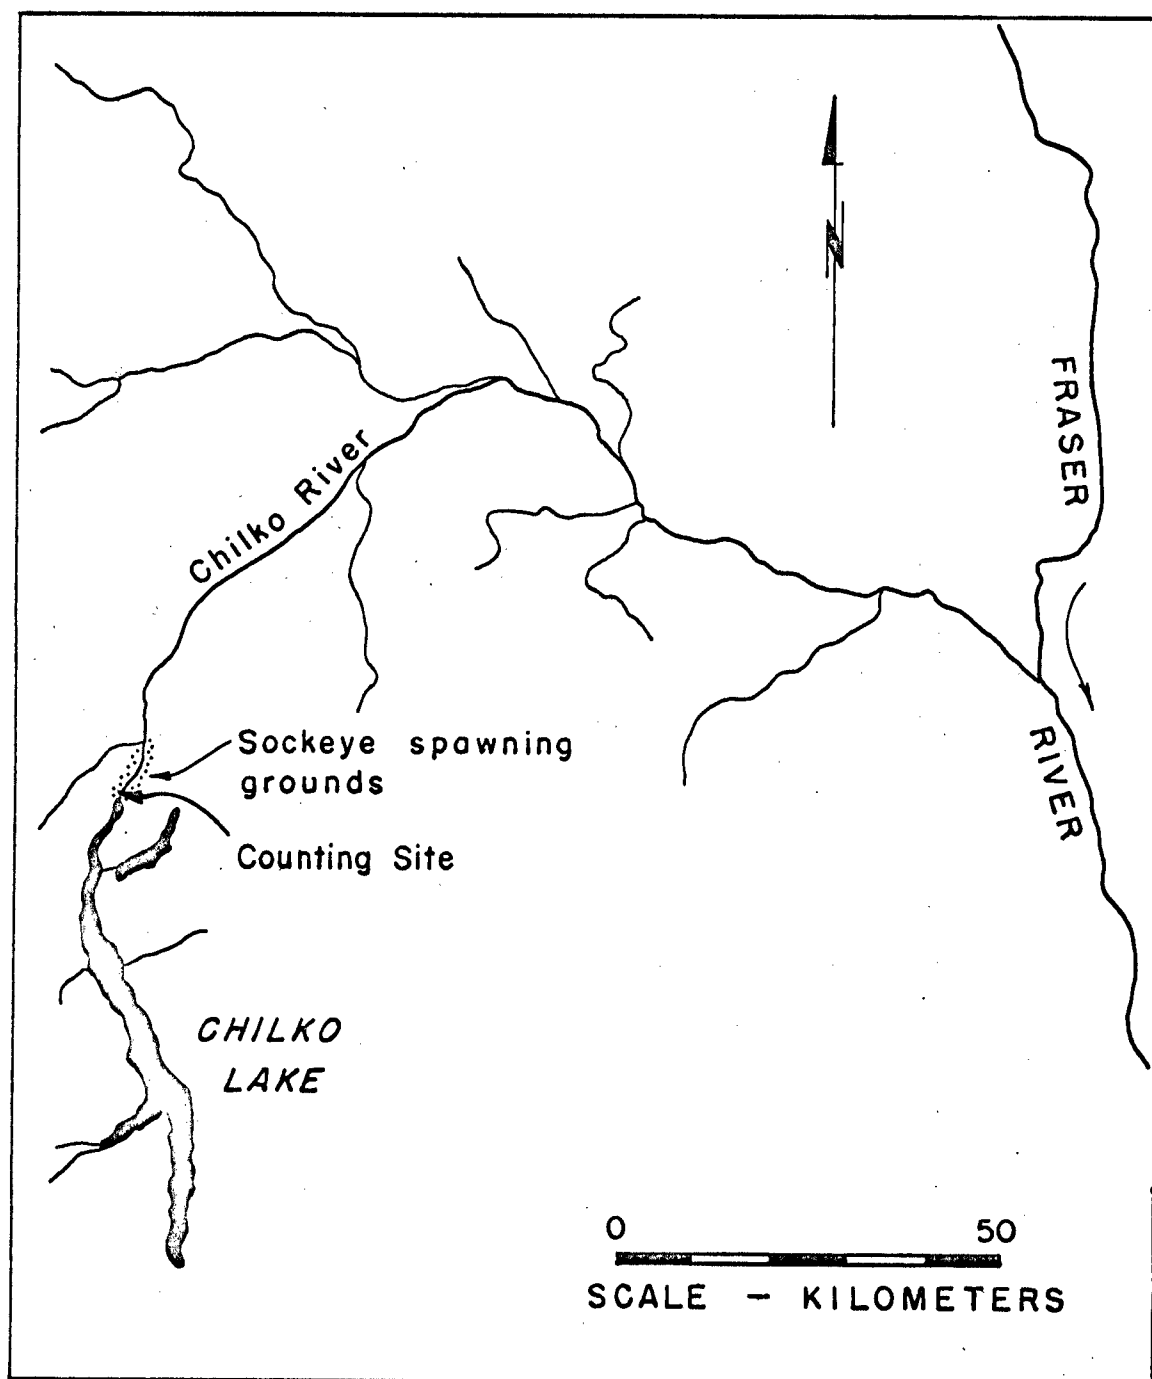 N
FRASER
Chilko River
RIVER
Sockeye spawning
grounds
Counting Site
CHILKO
LAKE
0 50
SCALE – KILOMETERS